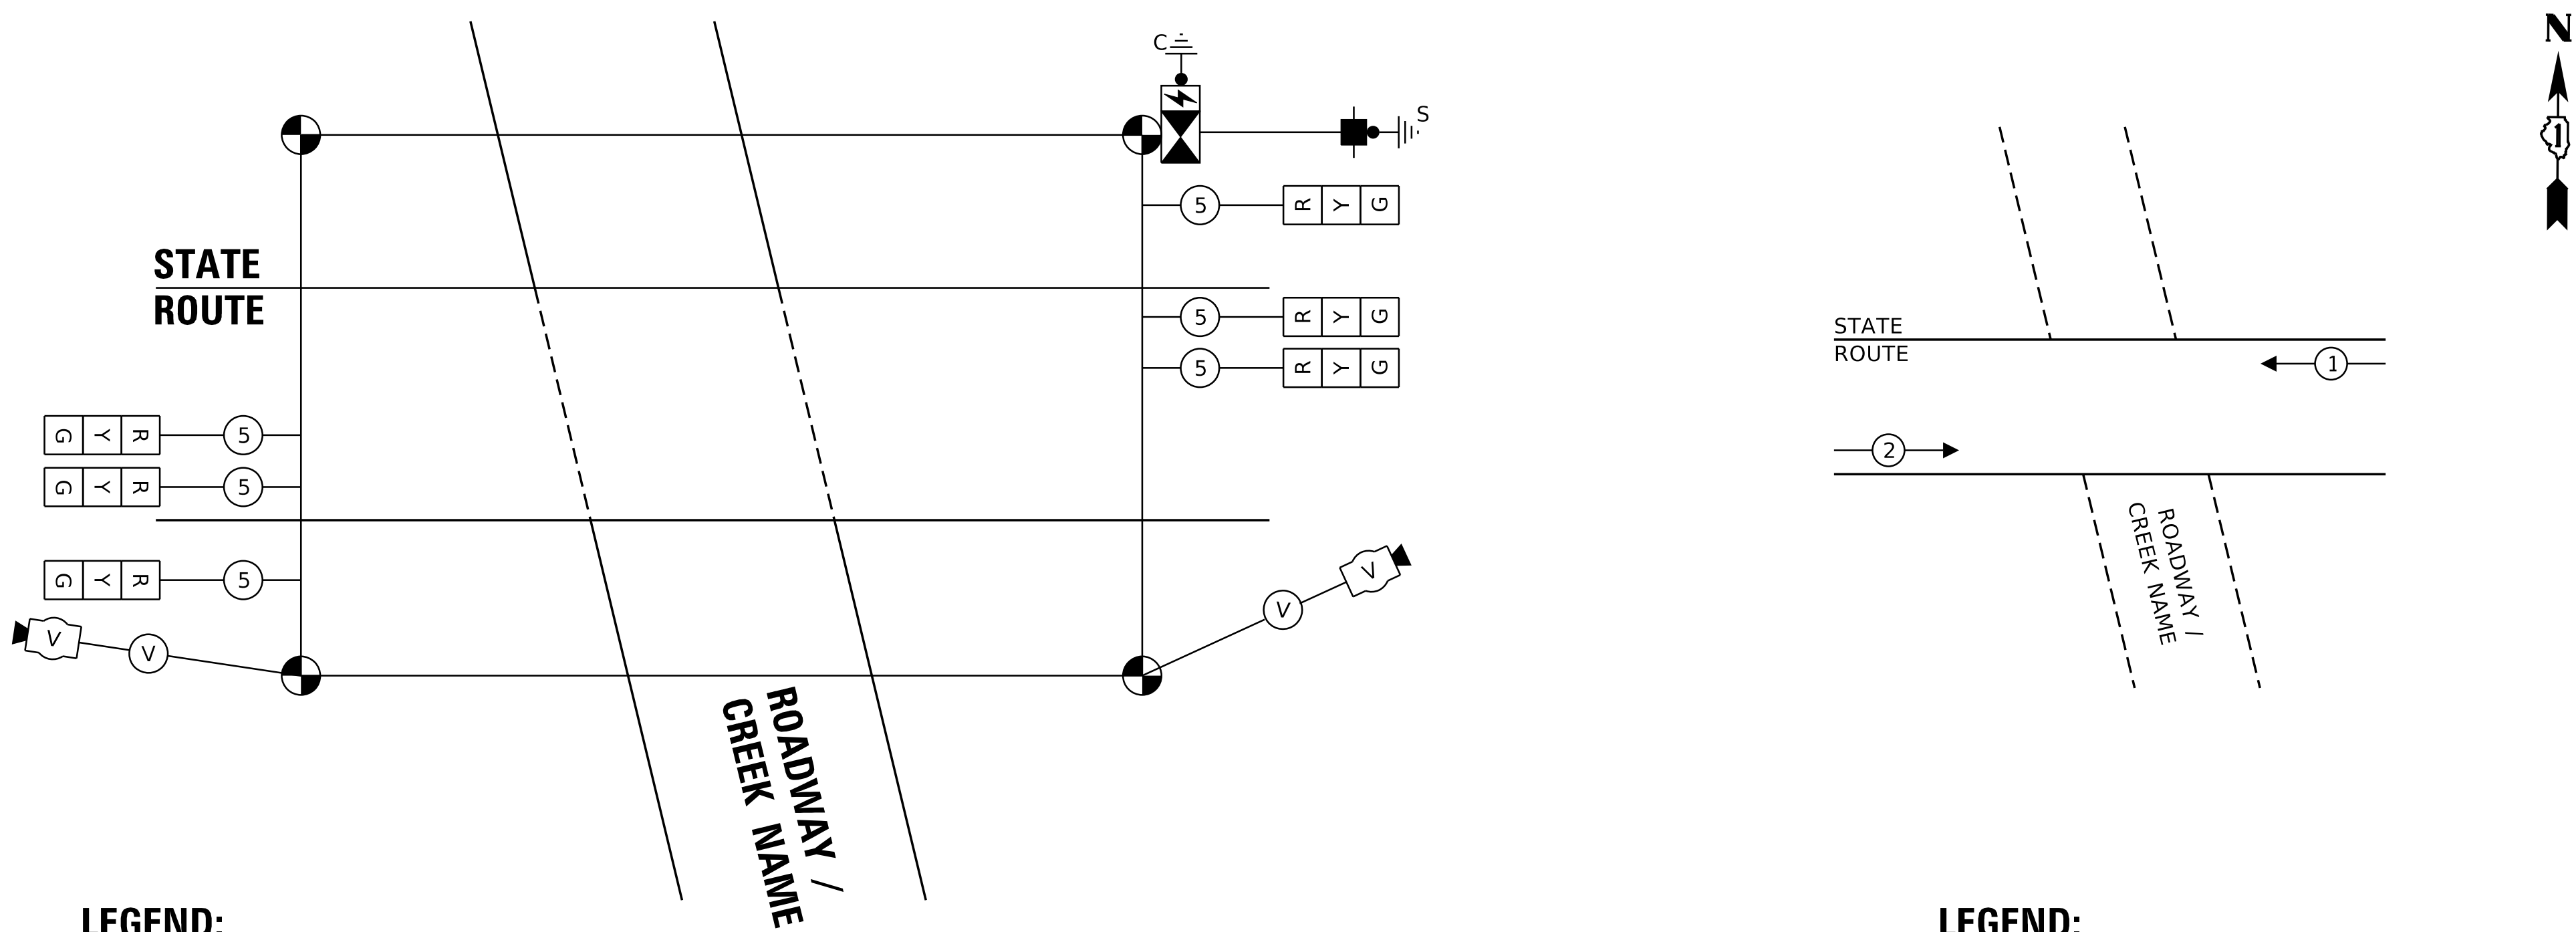 C
N
S
1
5
R Y G
STATE
ROUTE
5
R Y G
STATE
ROUTE
1
5
R Y G
G Y R
5
2
G Y R
5
ROADWAY /
CREEK NAME
G Y R
5
V
V
V
V
ROADWAY /
CREEK NAME
LEGEND:
LEGEND: